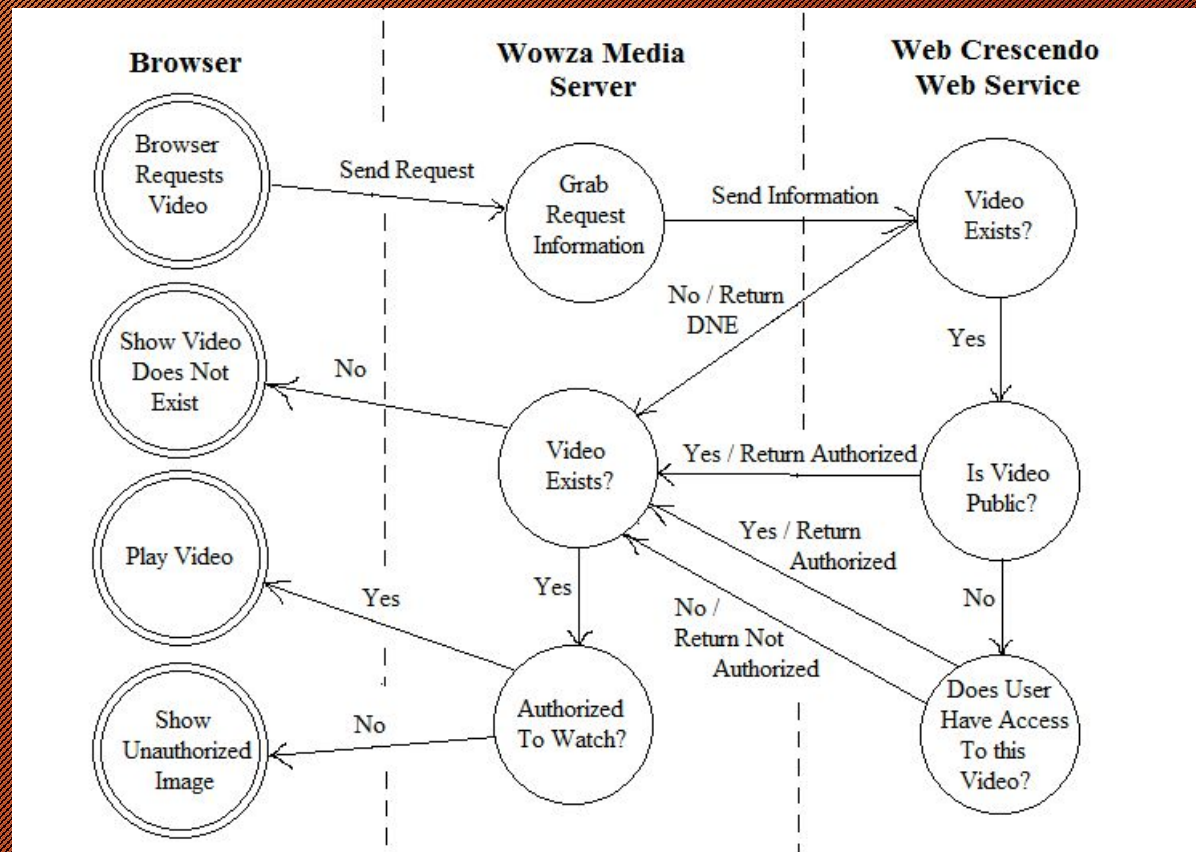 Browser
Wowza Media
Server
Web Crescendo
Web Service
Browser
Requests
Video
Send Request
Grab
Request
Information
Send Information
Video
Exists?
No / Return
DNE
Yes
Show Video
Does Not
Exist
No
Video
Exists?
Yes / Return Authorized
Is Video
Public?
Yes / Return
Authorized
No /
Return Not
Authorized
No
Play Video
Yes
Yes
Does User
Have Access
To this
Video?
Authorized
To Watch?
No
Show
Unauthorized
Image